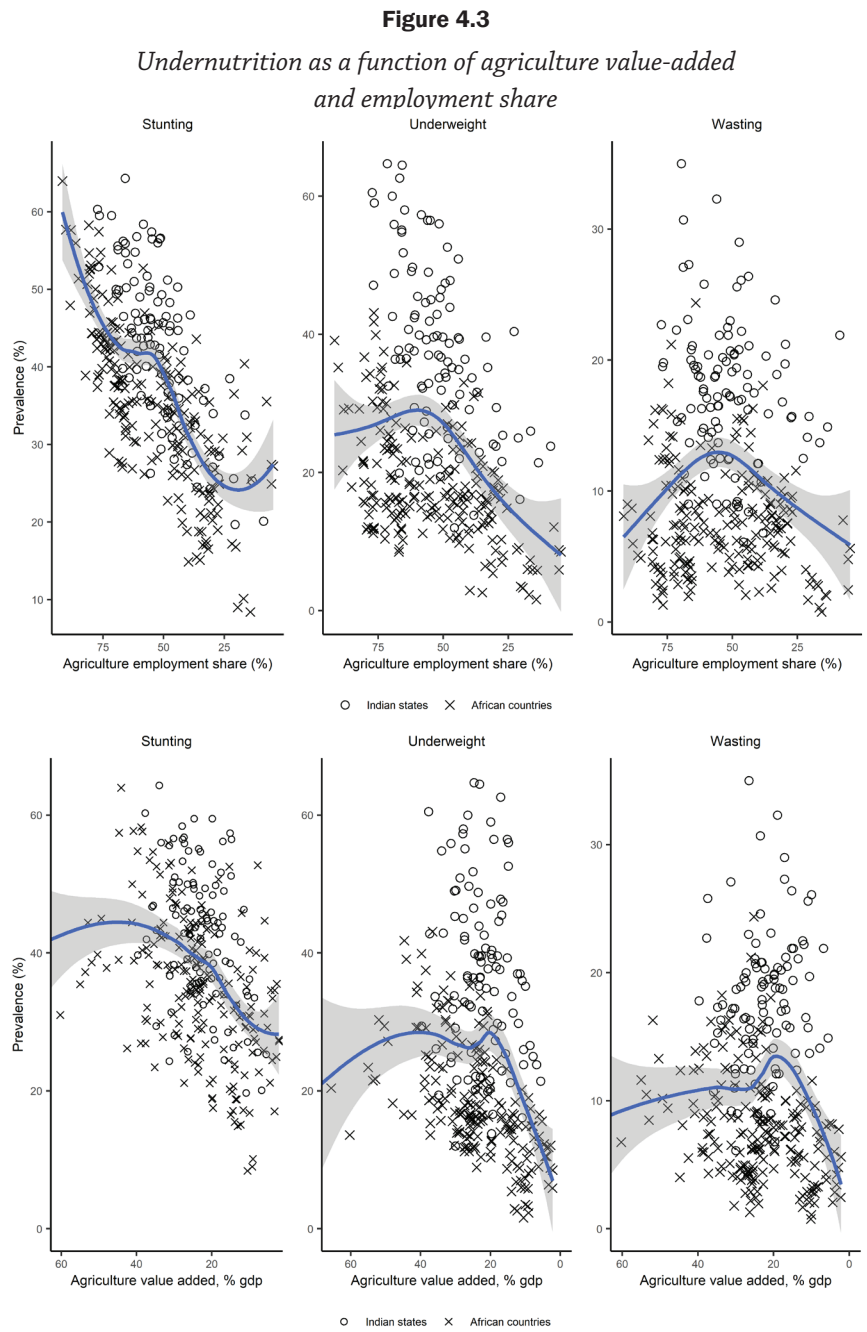 Figure 4.3
Undernutrition as a function of agriculture value-added
and employment share
Stunting
Underweight
Wasting
Prevalence (%)
60
50
40
30
20
10
75
50
25
Agriculture employment share (%)
60
40
20
0
75
50
25
Agriculture employment share (%)
30
20
10
0
75
50
25
Agriculture employment share (%)
Indian states
African countries
Stunting
Underweight
Wasting
Prevalence (%)
60
40
20
0
60
40
20
Agriculture value added, % gdp
60
40
20
0
60
40
20
0
Agriculture value added, % gdp
30
20
10
0
60
40
20
0
Agriculture value added, % gdp
Indian states
African countries